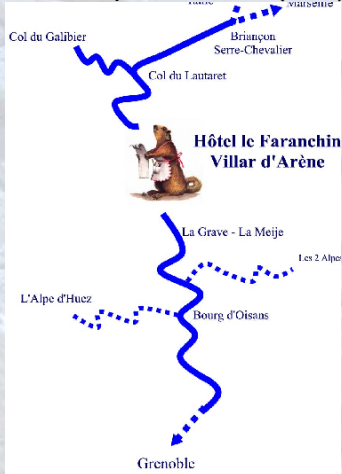 Marseille
Col du Galibier
Briançon
Serre-Chevalier
Col du Lautaret
Hôtel le Faranchin
Villar d'Arène
La Grave - La Meije
Les 2 Alpes
L'Alpe d'Huez
Bourg d'Oisans
Grenoble